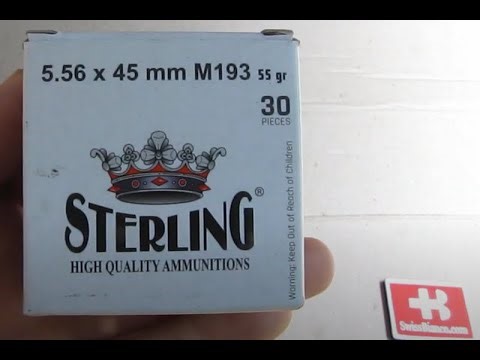 5.56 x 45 mm M193 55 gr
30
PIECES
STERLING®
HIGH QUALITY AMMUNITIONS
Warning: Keep Out of Reach of Children
SwissBianco.com